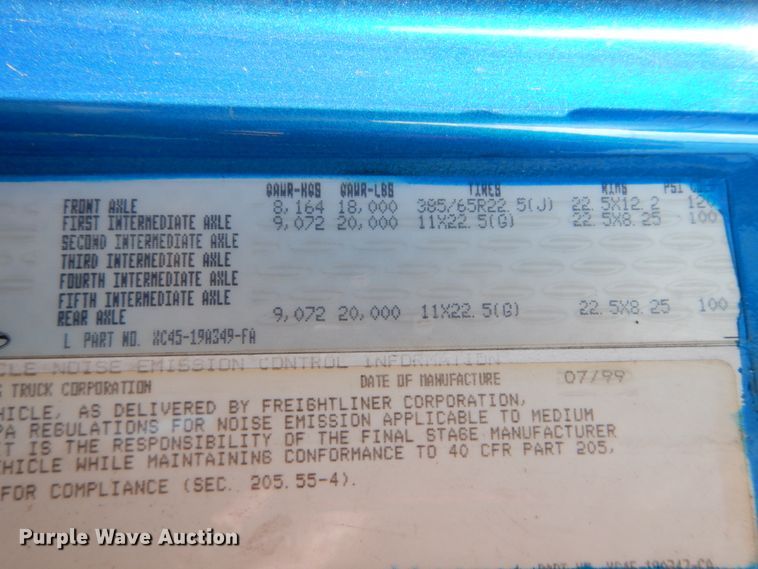 GAWR-KGS GAWR-LBS TIRES RIMS PSI COLD
FRONT AXLE 8,164 18,000 385/65R22.5(J) 22.5X12.2 120
FIRST INTERMEDIATE AXLE 9,072 20,000 11X22.5(G) 22.5X8.25 100
SECOND INTERMEDIATE AXLE
THIRD INTERMEDIATE AXLE
FOURTH INTERMEDIATE AXLE
FIFTH INTERMEDIATE AXLE
REAR AXLE 9,072 20,000 11X22.5(G) 22.5X8.25 100
L PART NO. XC45-19A349-FA
CLE NOISE EMISSION CONTROL INFORMATION
G TRUCK CORPORATION DATE OF MANUFACTURE 07/99
HICLE, AS DELIVERED BY FREIGHTLINER CORPORATION,
PA REGULATIONS FOR NOISE EMISSION APPLICABLE TO MEDIUM
IT IS THE RESPONSIBILITY OF THE FINAL STAGE MANUFACTURER
EHICLE WHILE MAINTAINING CONFORMANCE TO 40 CFR PART 205,
FOR COMPLIANCE (SEC. 205.55-4).
Purple Wave Auction